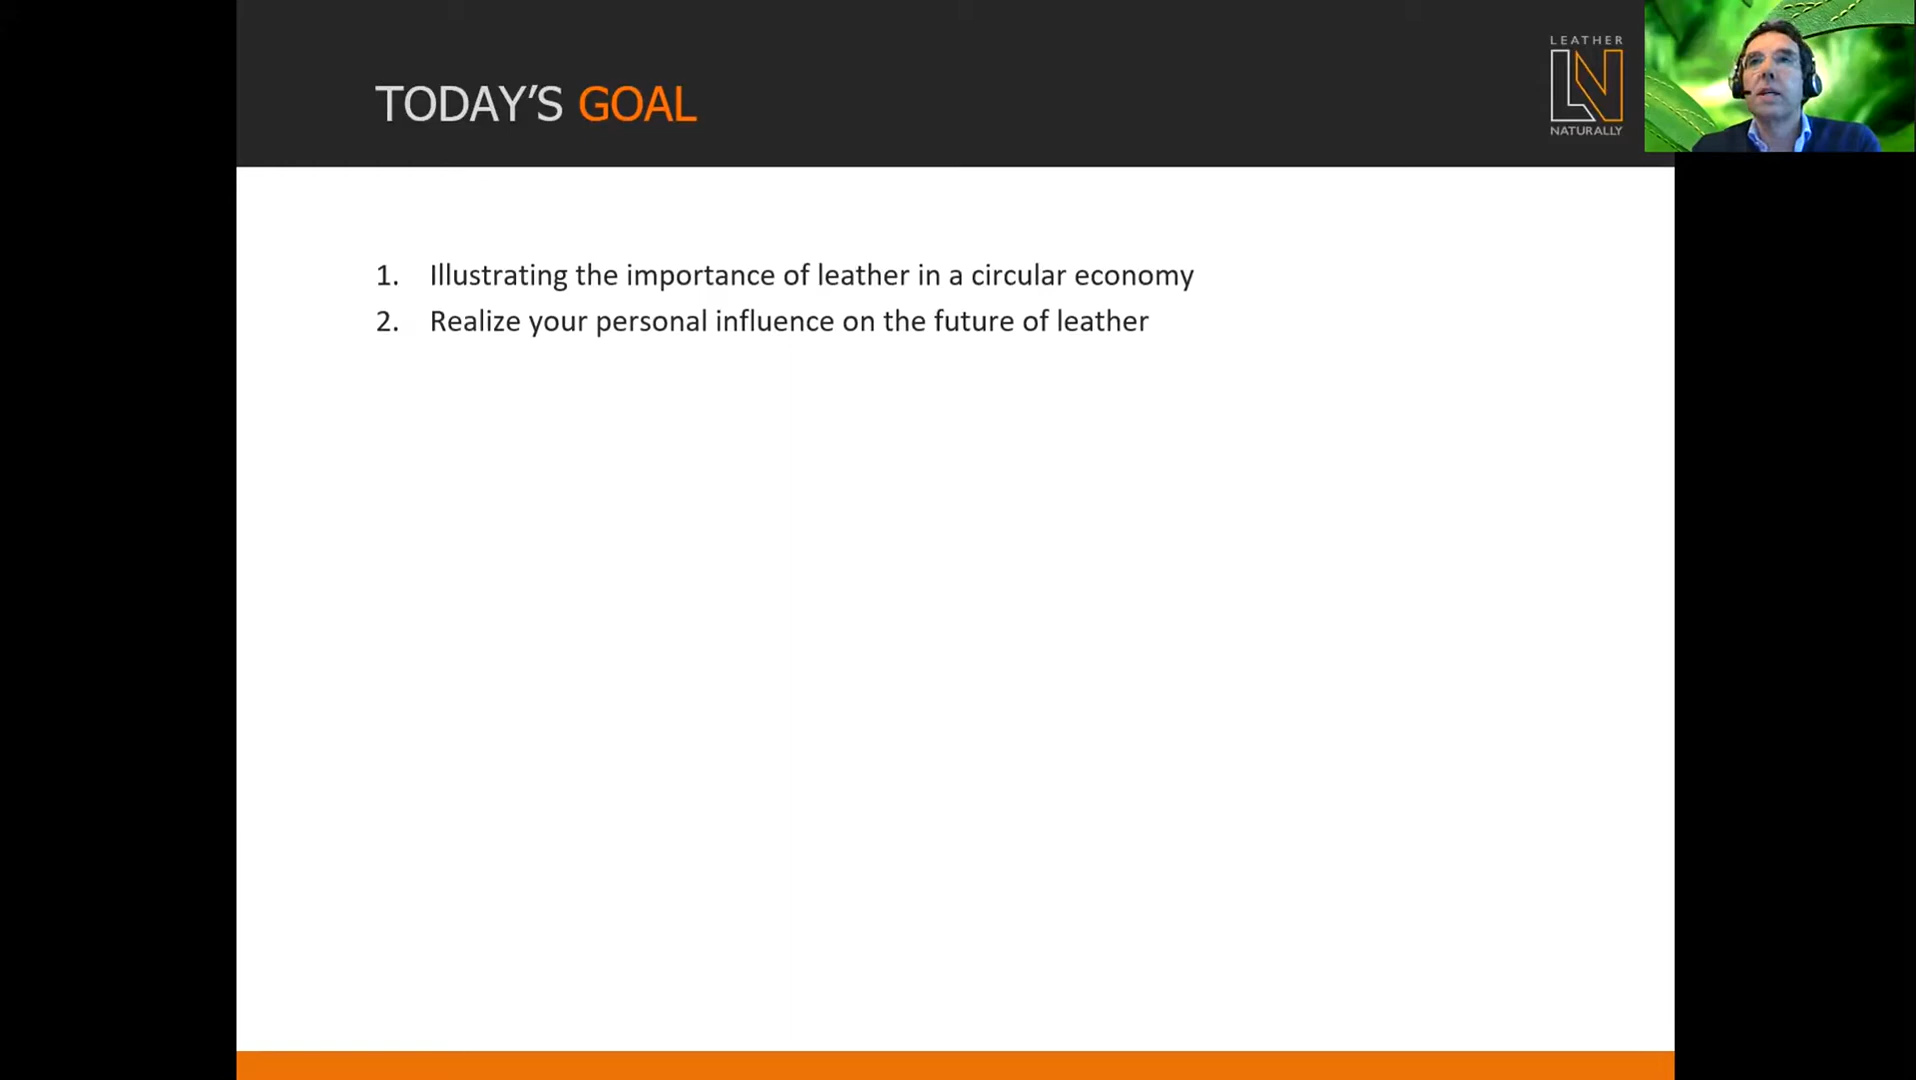 TODAY’S GOAL
LEATHER
LN
NATURALLY
1. Illustrating the importance of leather in a circular economy
2. Realize your personal influence on the future of leather